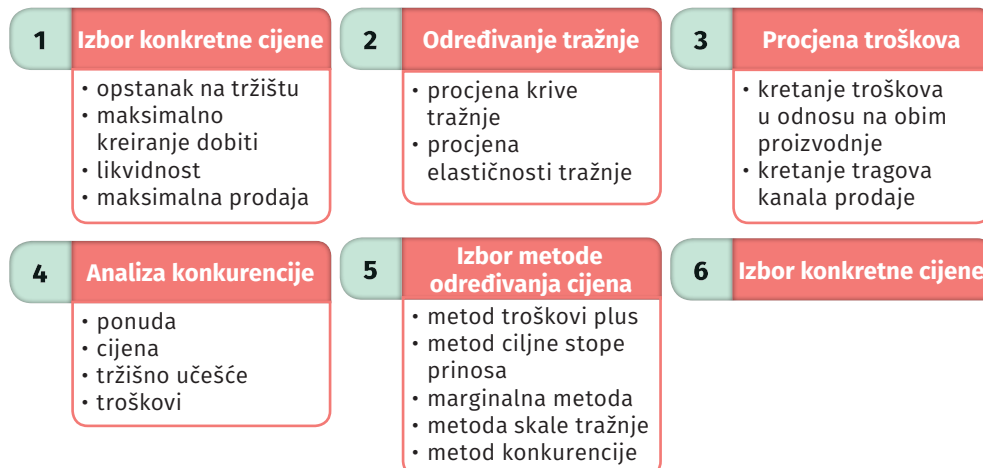 1
Izbor konkretne cijene
• opstanak na tržištu
• maksimalno
kreiranje dobiti
• likvidnost
• maksimalna prodaja
2
Određivanje tražnje
• procjena krive
tražnje
• procjena
elastičnosti tražnje
3
Procjena troškova
• kretanje troškova
u odnosu na obim
proizvodnje
• kretanje tragova
kanala prodaje
4
Analiza konkurencije
• ponuda
• cijena
• tržišno učešće
• troškovi
5
Izbor metode
određivanja cijena
• metod troškovi plus
• metod ciljne stope
prinosa
• marginalna metoda
• metoda skale tražnje
• metod konkurencije
6
Izbor konkretne cijene